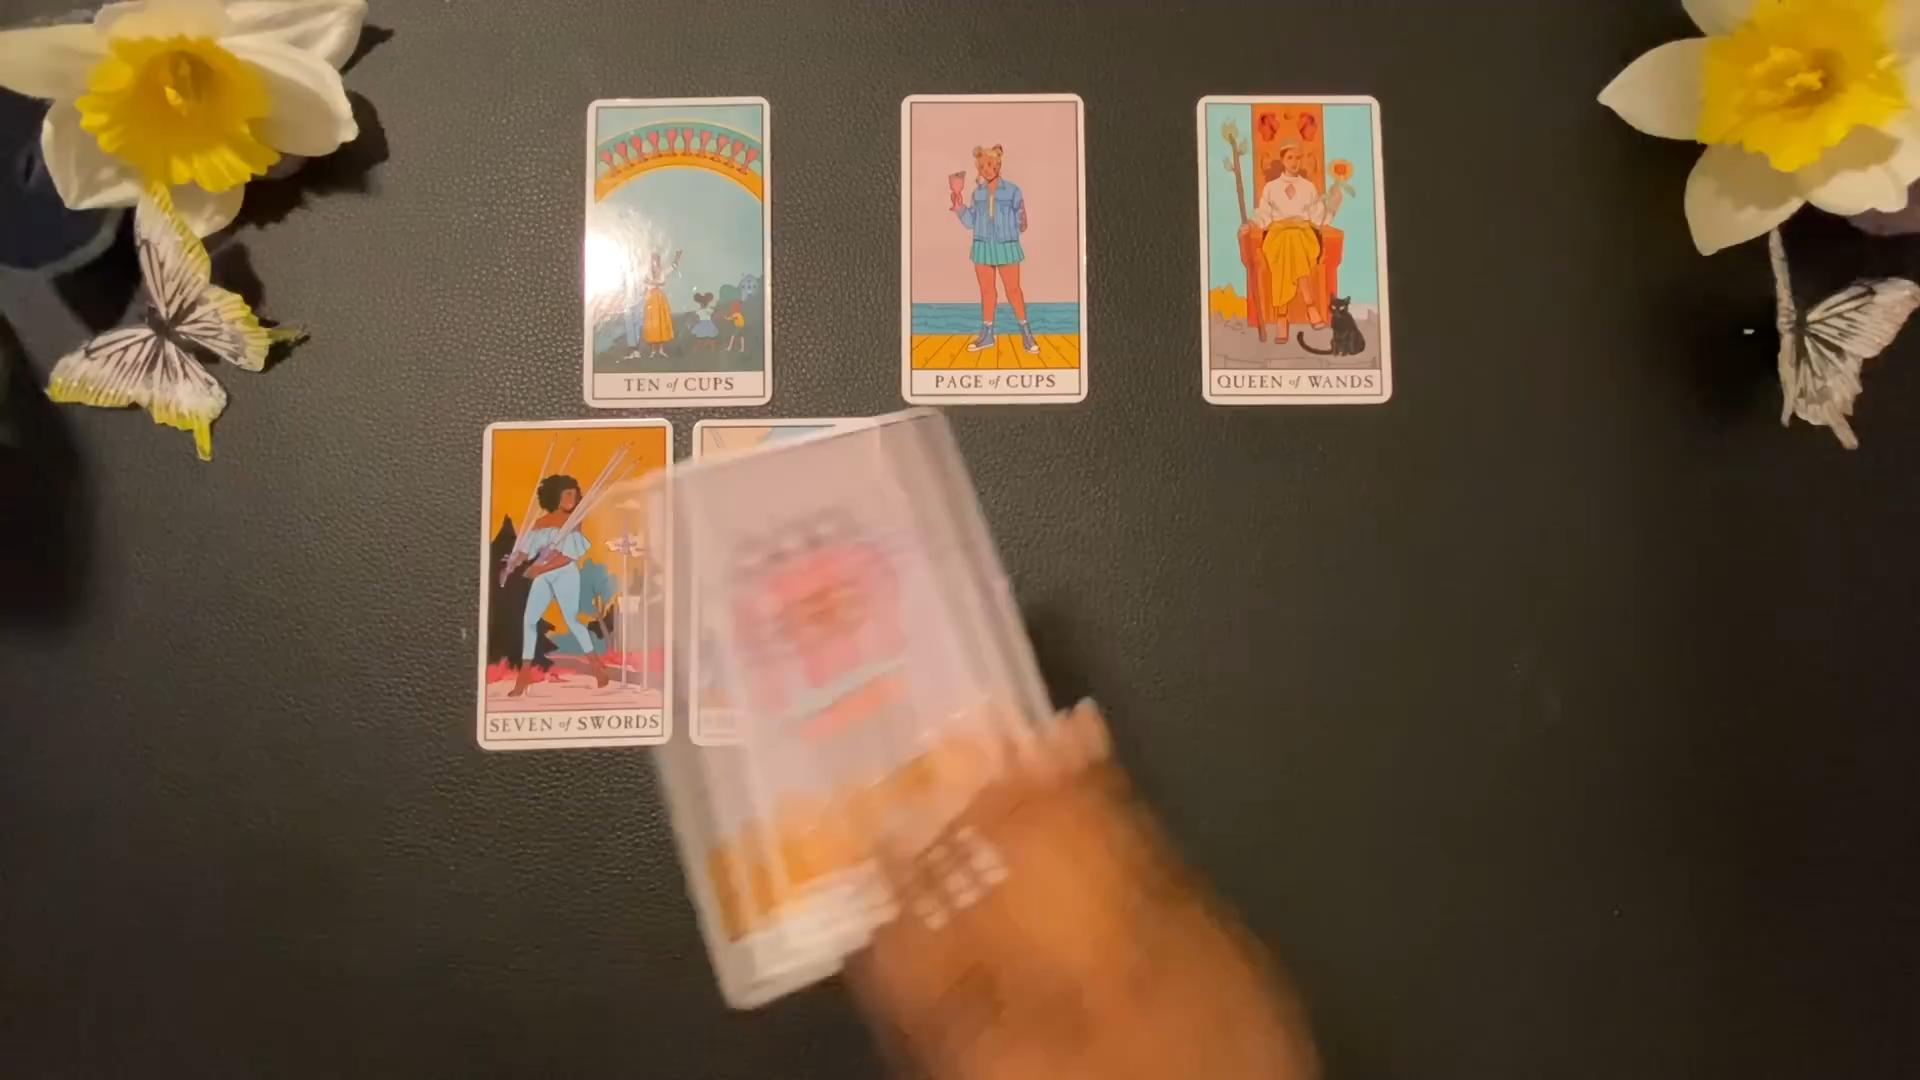 TEN of CUPS
PAGE of CUPS
QUEEN of WANDS
SEVEN of SWORDS